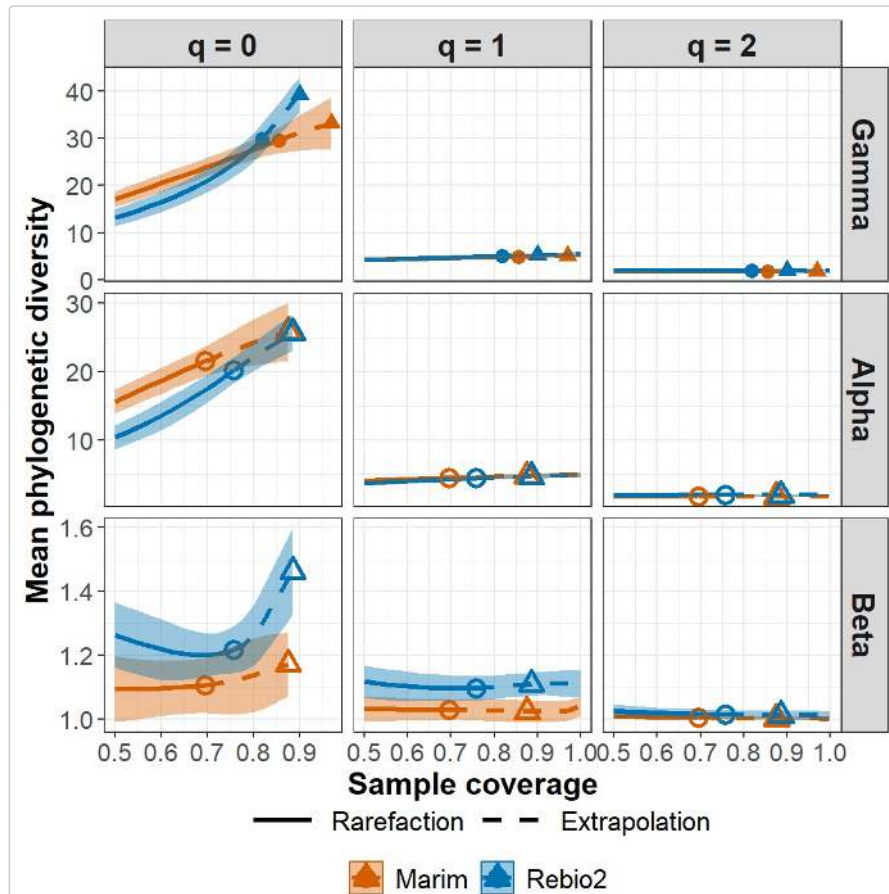 q = 0
q = 1
q = 2
Mean phylogenetic diversity
40
30
20
10
0
Gamma
30
20
10
Alpha
1.6
1.4
1.2
1.0
Beta
0.5 0.6 0.7 0.8 0.9
0.5 0.6 0.7 0.8 0.9 1.0
0.5 0.6 0.7 0.8 0.9 1.0
Sample coverage
Rarefaction
Extrapolation
Marim
Rebio2